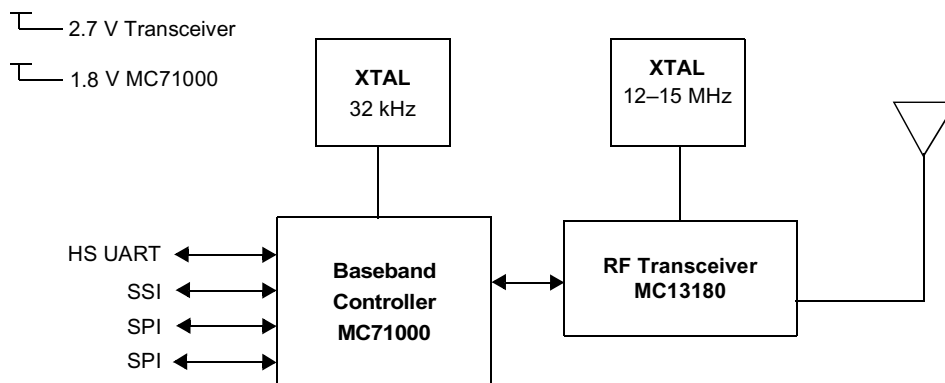 2.7 V Transceiver
1.8 V MC71000
XTAL
32 kHz
XTAL
12–15 MHz
HS UART
SSI
SPI
SPI
Baseband
Controller
MC71000
RF Transceiver
MC13180